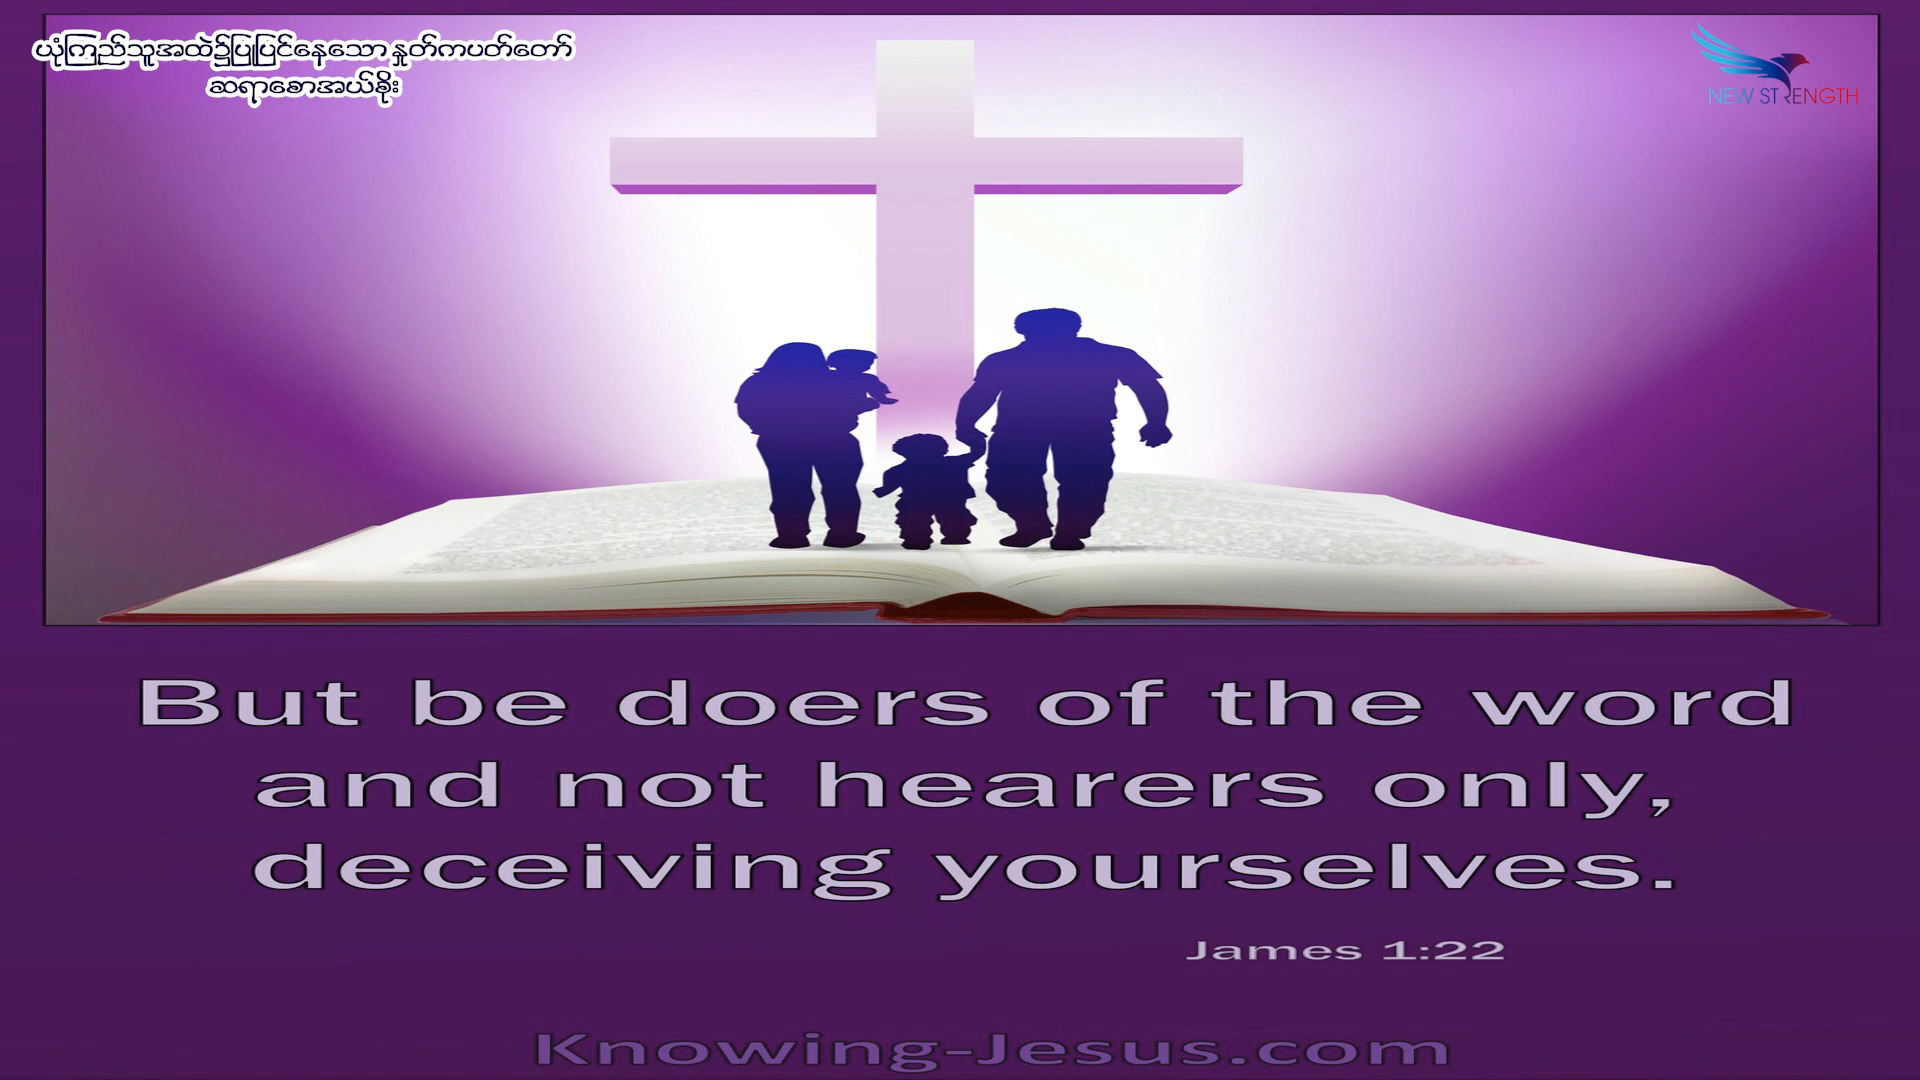 ယုံကြည်သူအထဲ၌ပြုပြင်နေသော နှုတ်ကပတ်တော်
ဆရာစောအယ်ခိုး
NEW STRENGTH
But be doers of the word
and not hearers only,
deceiving yourselves.
James 1:22
Knowing-Jesus.com